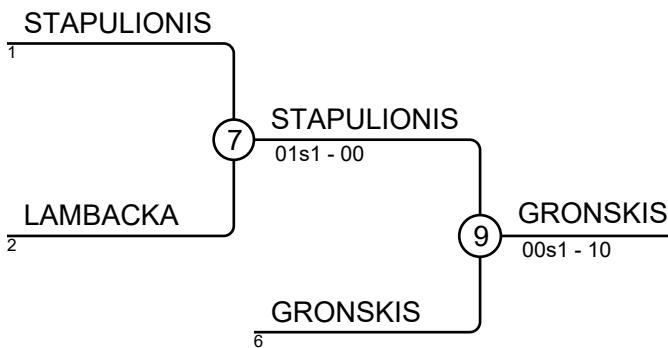 STAPULIONIS
1
7
STAPULIONIS
01s1 - 00
LAMBACKA
2
9
GRONSKIS
00s1 - 10
GRONSKIS
6